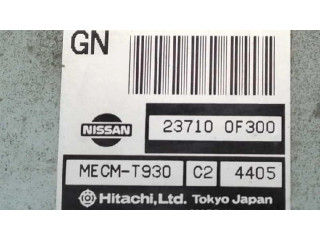 GN
NISSAN
23710 0F300
MECM-T930 C2 4405
Hitachi, Ltd. Tokyo Japan